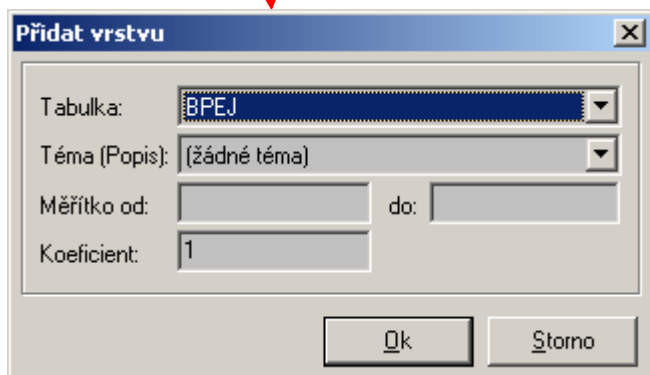 Přidat vrstvu
Tabulka: BPEJ
Téma (Popis): (žádné téma)
Měřítko od: do:
Koeficient: 1
Ok Storno